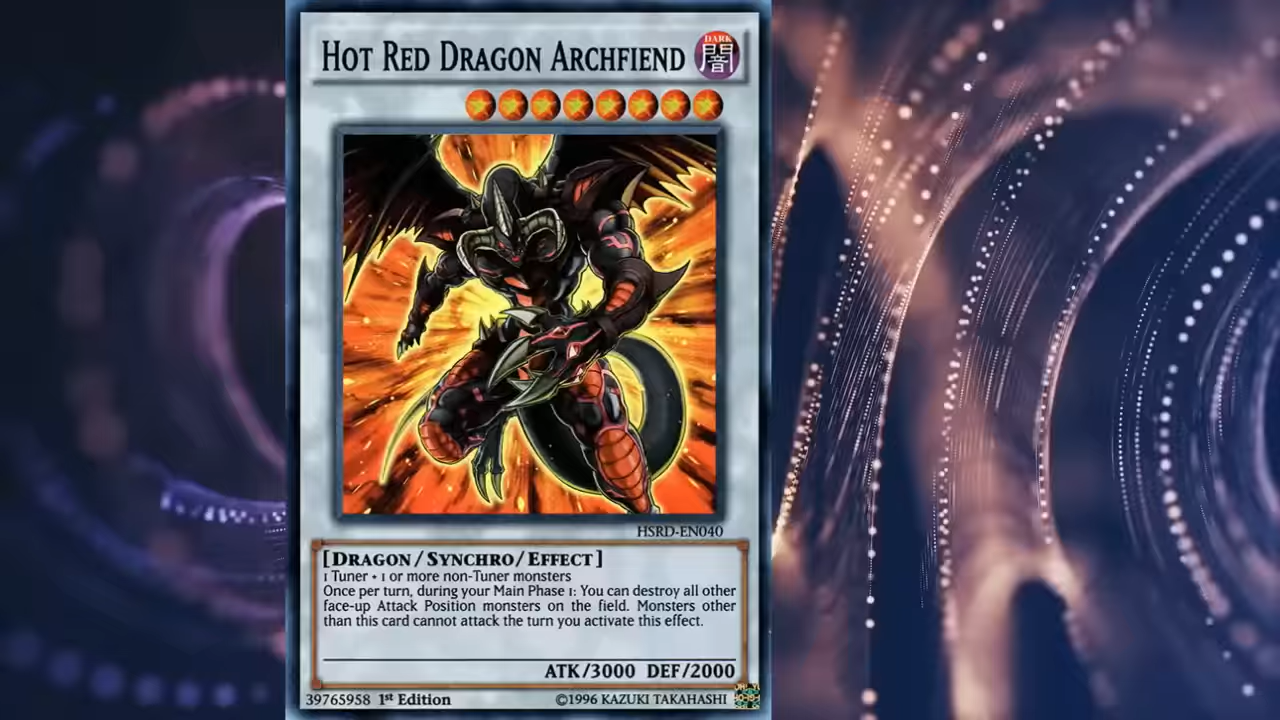 HOT RED DRAGON ARCHFIEND
DARK
闇
HSRD-EN040
[DRAGON/SYNCHRO/EFFECT]
1 Tuner + 1 or more non-Tuner monsters
Once per turn, during your Main Phase 1: You can destroy all other
face-up Attack Position monsters on the field. Monsters other
than this card cannot attack the turn you activate this effect.
ATK/3000 DEF/2000
39765958 1st Edition ©1996 KAZUKI TAKAHASHI